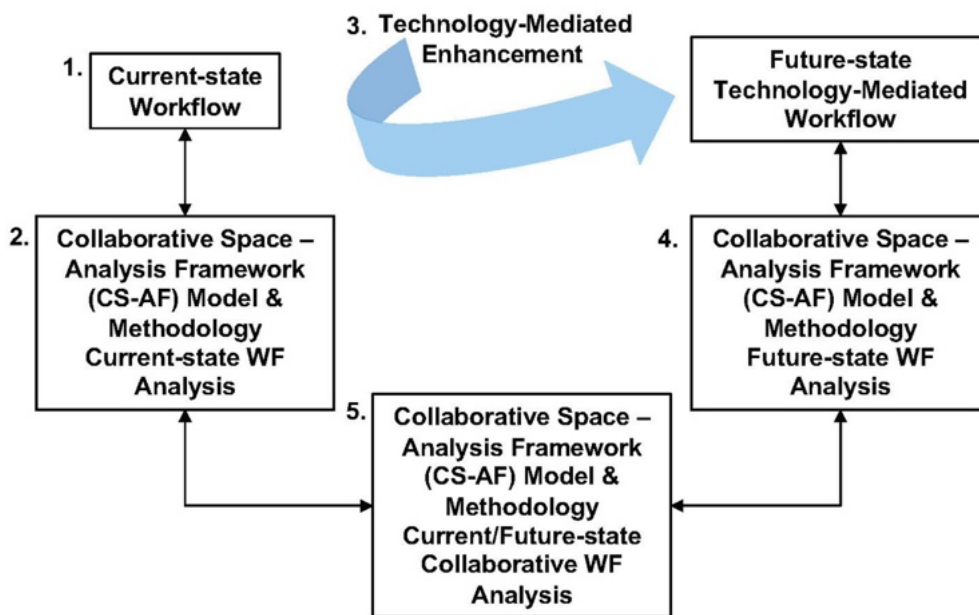 1.
Current-state
Workflow
3. Technology-Mediated
Enhancement
Future-state
Technology-Mediated
Workflow
2.
Collaborative Space –
Analysis Framework
(CS-AF) Model &
Methodology
Current-state WF
Analysis
4.
Collaborative Space –
Analysis Framework
(CS-AF) Model &
Methodology
Future-state WF
Analysis
5.
Collaborative Space –
Analysis Framework
(CS-AF) Model &
Methodology
Current/Future-state
Collaborative WF
Analysis